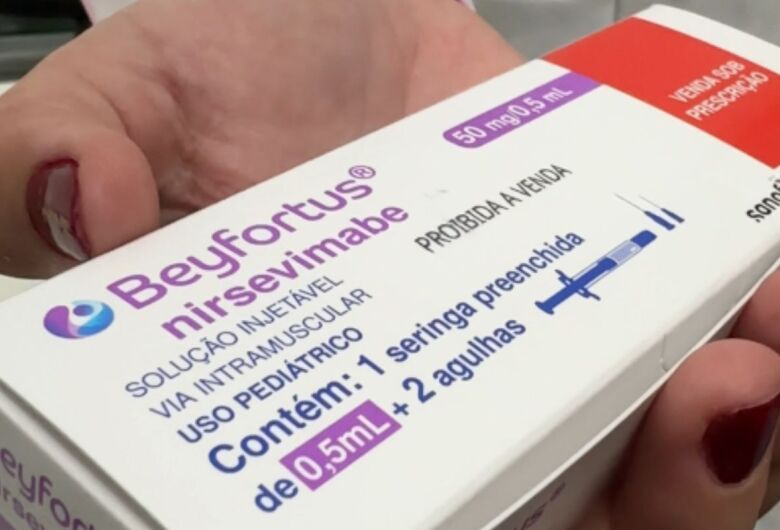 VENDA SOB
PRESCRIÇÃO
50 mg/0,5 mL
Beyfortus®
nirsevimabe
PROIBIDA A VENDA
SOLUÇÃO INJETÁVEL
VIA INTRAMUSCULAR
USO PEDIÁTRICO
Contém: 1 seringa preenchida
de 0,5mL + 2 agulhas